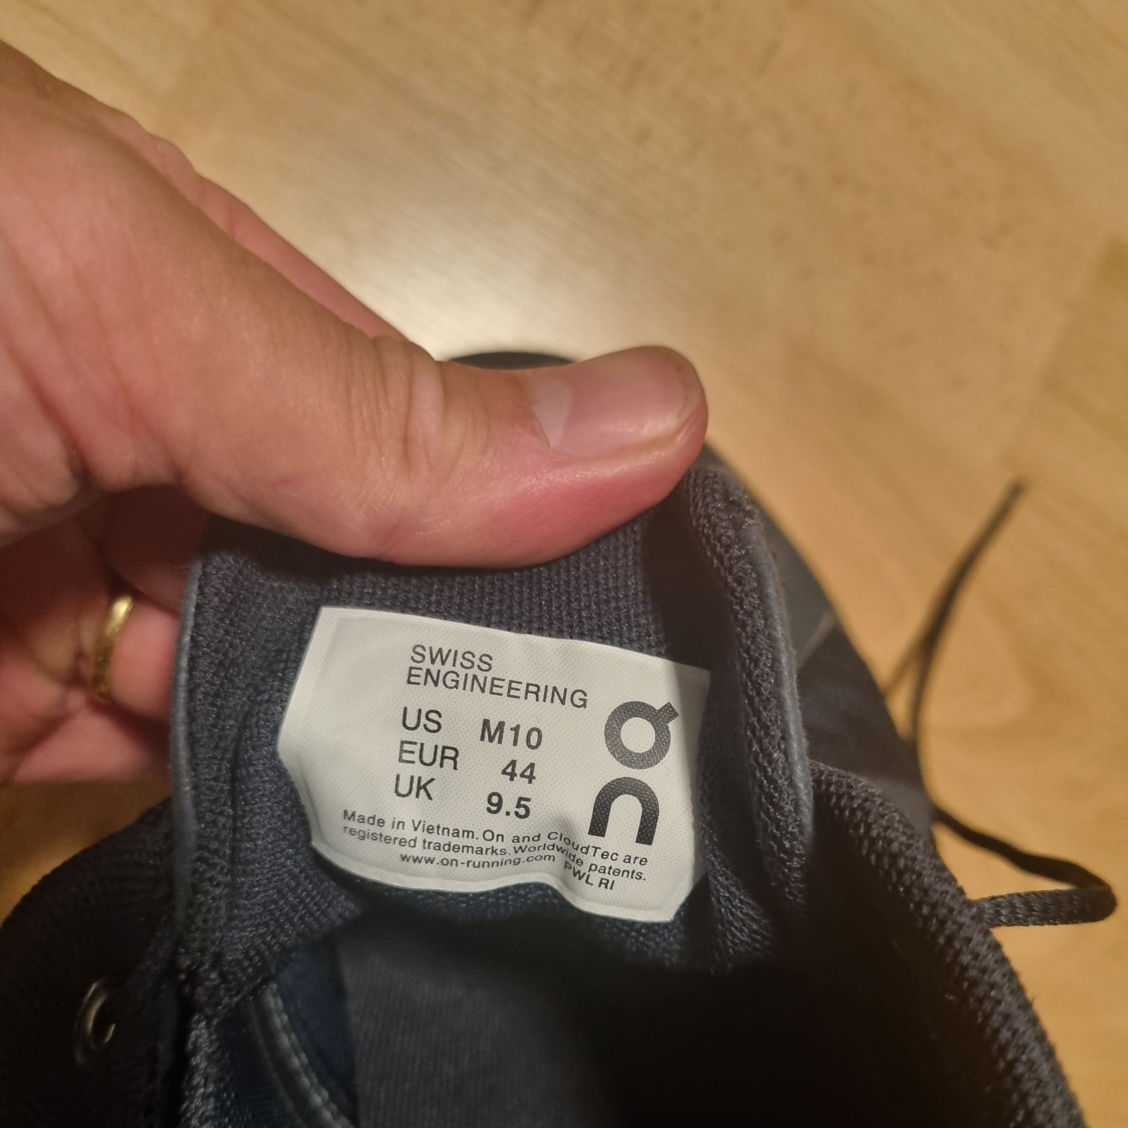 SWISS
ENGINEERING
US M10
EUR 44
UK 9.5
Made in Vietnam. On and CloudTec are
registered trademarks. Worldwide patents.
www.on-running.com PWL RI
On